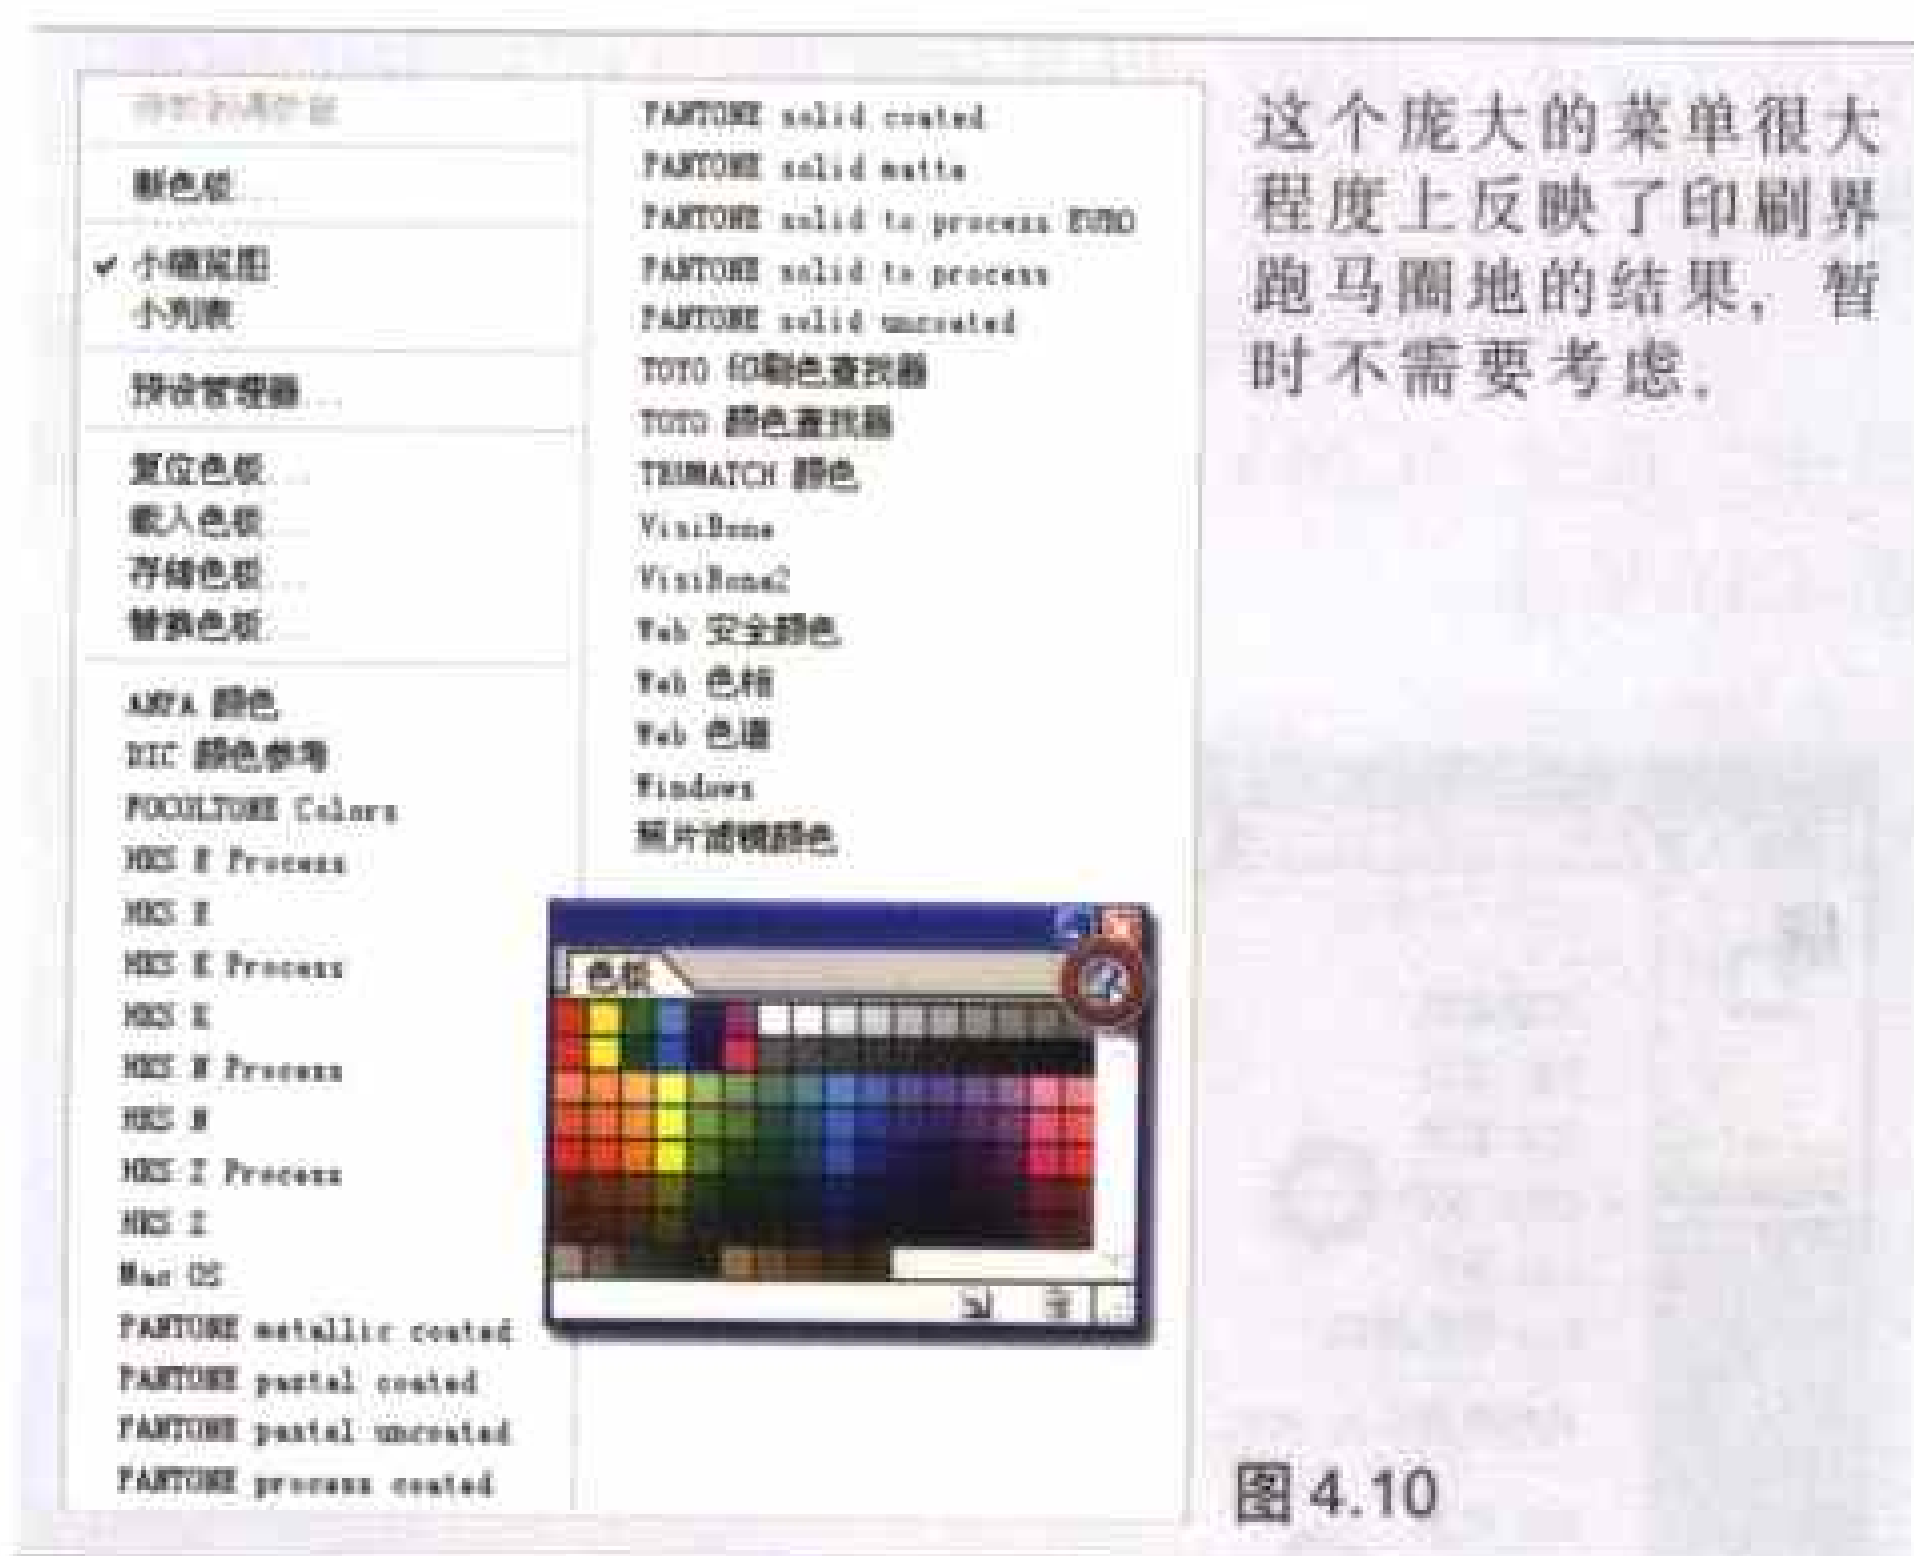 新色板...
小缩览图
小列表
预设管理器...
复位色板...
载入色板...
存储色板...
替换色板...
ANPA 颜色
DIC 颜色参考
FOCOLTONE Colors
HKS E Process
HKS E
HKS K Process
HKS K
HKS N Process
HKS N
HKS Z Process
HKS Z
Mac OS
PANTONE metallic coated
PANTONE pastel coated
PANTONE pastel uncoated
PANTONE process coated
PANTONE solid coated
PANTONE solid matte
PANTONE solid to process EURO
PANTONE solid to process
PANTONE solid uncoated
TOYO 印刷色查找器
TOYO 颜色查找器
TRUMATCH 颜色
VisiBone
VisiBone2
Web 安全颜色
Web 色相
Web 色谱
Windows
照片滤镜颜色
色板
这个庞大的菜单很大
程度上反映了印刷界
跑马圈地的结果，暂
时不需要考虑。
图 4.10